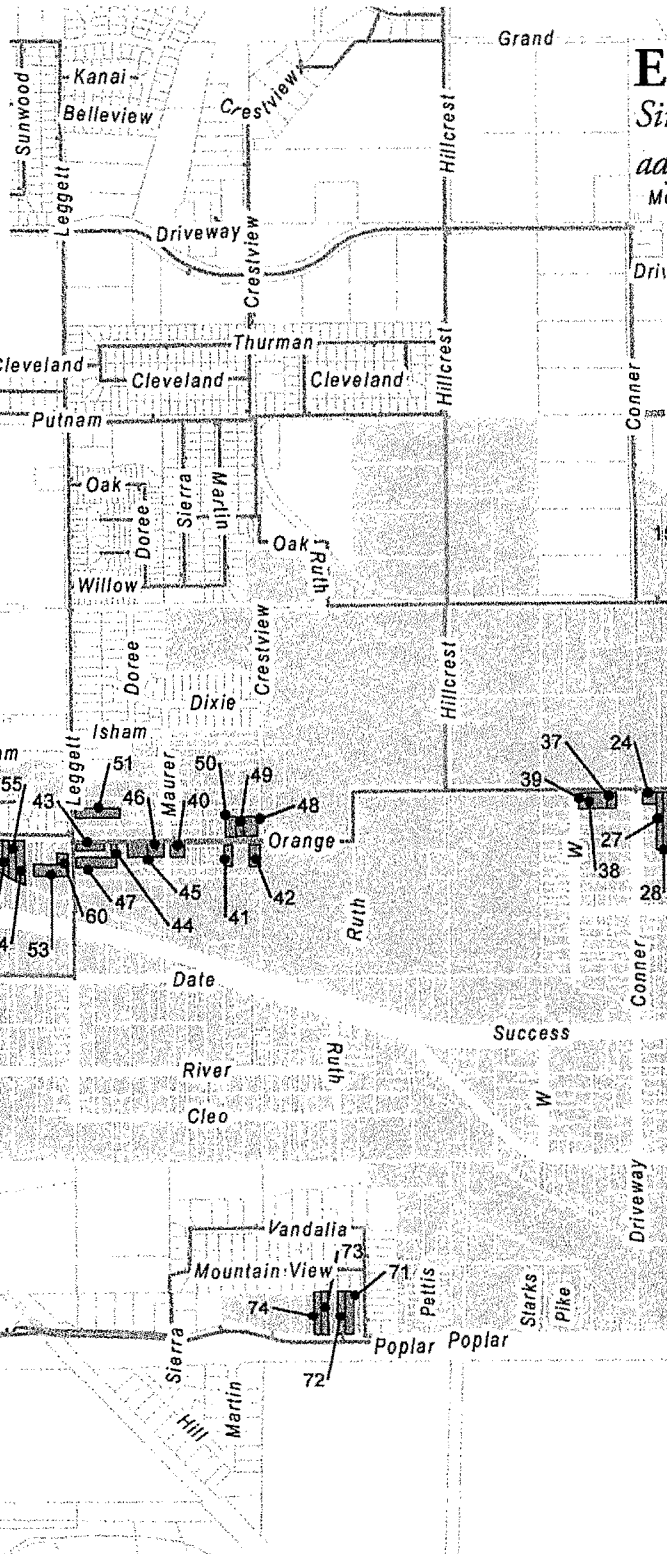 Grand
E
Sunwood
Kanai
Crestview
Sin
Belleview
Hillcrest
adj
Leggett
Driveway
Crestview
Driv
Thurman
Hillcrest
Cleveland
Cleveland
Cleveland
Conner
Putnam
Oak
Doree
Sierra
Martin
Oak
Ruth
Willow
Doree
Crestview
Hillcrest
Dixie
Isham
Leggett
51
Maurer
50
49
48
37
24
55
43
46
40
39
Orange
W
38
27
28
60
47
44
45
41
42
53
Ruth
Conner
Date
Success
River
Ruth
Cleo
W
Driveway
Vandalia
73
Mountain View
71
74
Pettis
Starks
Pike
Sierra
Poplar
Poplar
72
Martin
Hill